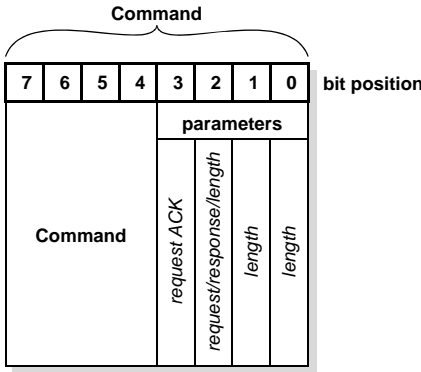 Command
7 6 5 4 3 2 1 0 bit position
parameters
Command
request ACK
request/response/length
length
length